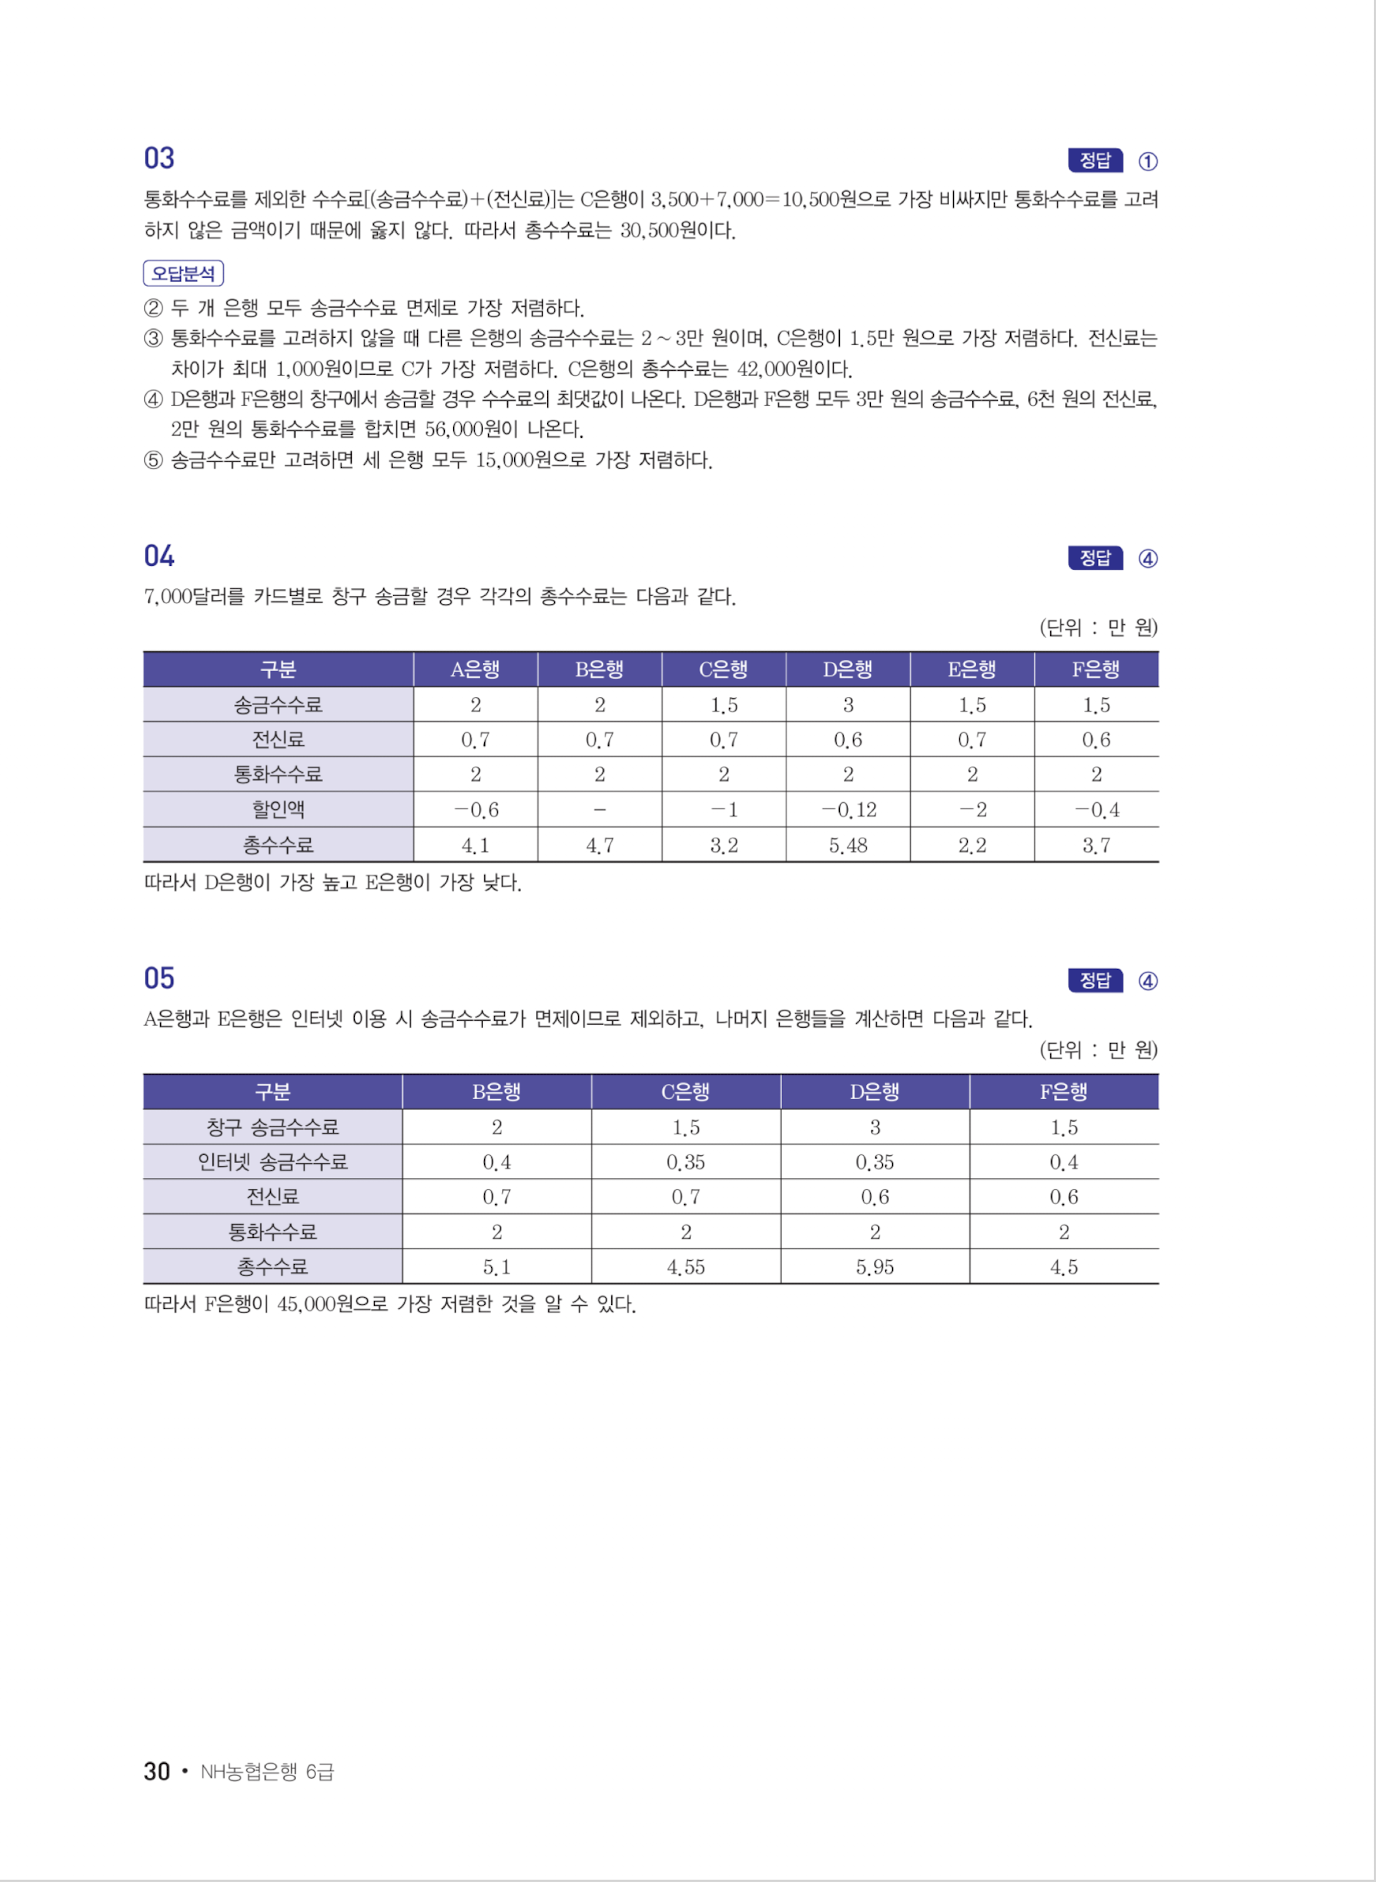 03
정답 ①
통화수수료를 제외한 수수료[(송금수수료)+(전신료)]는 C은행이 3,500+7,000=10,500원으로 가장 비싸지만 통화수수료를 고려
하지 않은 금액이기 때문에 옳지 않다. 따라서 총수수료는 30,500원이다.
오답분석
② 두 개 은행 모두 송금수수료 면제로 가장 저렴하다.
③ 통화수수료를 고려하지 않을 때 다른 은행의 송금수수료는 2~3만 원이며, C은행이 1.5만 원으로 가장 저렴하다. 전신료는
차이가 최대 1,000원이므로 C가 가장 저렴하다. C은행의 총수수료는 42,000원이다.
④ D은행과 F은행의 창구에서 송금할 경우 수수료의 최댓값이 나온다. D은행과 F은행 모두 3만 원의 송금수수료, 6천 원의 전신료,
2만 원의 통화수수료를 합치면 56,000원이 나온다.
⑤ 송금수수료만 고려하면 세 은행 모두 15,000원으로 가장 저렴하다.
04
정답 ④
7,000달러를 카드별로 창구 송금할 경우 각각의 총수수료는 다음과 같다.
(단위 : 만 원)
구분 A은행 B은행 C은행 D은행 E은행 F은행
송금수수료 2 2 1.5 3 1.5 1.5
전신료 0.7 0.7 0.7 0.6 0.7 0.6
통화수수료 2 2 2 2 2 2
할인액 -0.6 - -1 -0.12 -2 -0.4
총수수료 4.1 4.7 3.2 5.48 2.2 3.7
따라서 D은행이 가장 높고 E은행이 가장 낮다.
05
정답 ④
A은행과 E은행은 인터넷 이용 시 송금수수료가 면제이므로 제외하고, 나머지 은행들을 계산하면 다음과 같다.
(단위 : 만 원)
구분 B은행 C은행 D은행 F은행
창구 송금수수료 2 1.5 3 1.5
인터넷 송금수수료 0.4 0.35 0.35 0.4
전신료 0.7 0.7 0.6 0.6
통화수수료 2 2 2 2
총수수료 5.1 4.55 5.95 4.5
따라서 F은행이 45,000원으로 가장 저렴한 것을 알 수 있다.
30 • NH농협은행 6급